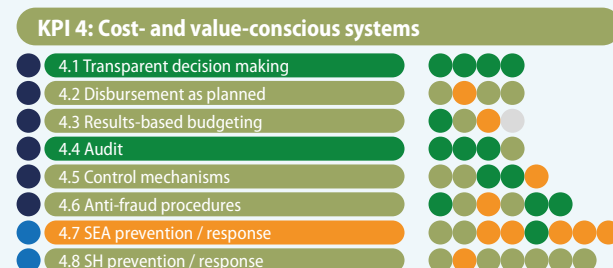 KPI 4: Cost- and value-conscious systems
4.1 Transparent decision making
4.2 Disbursement as planned
4.3 Results-based budgeting
4.4 Audit
4.5 Control mechanisms
4.6 Anti-fraud procedures
4.7 SEA prevention / response
4.8 SH prevention / response